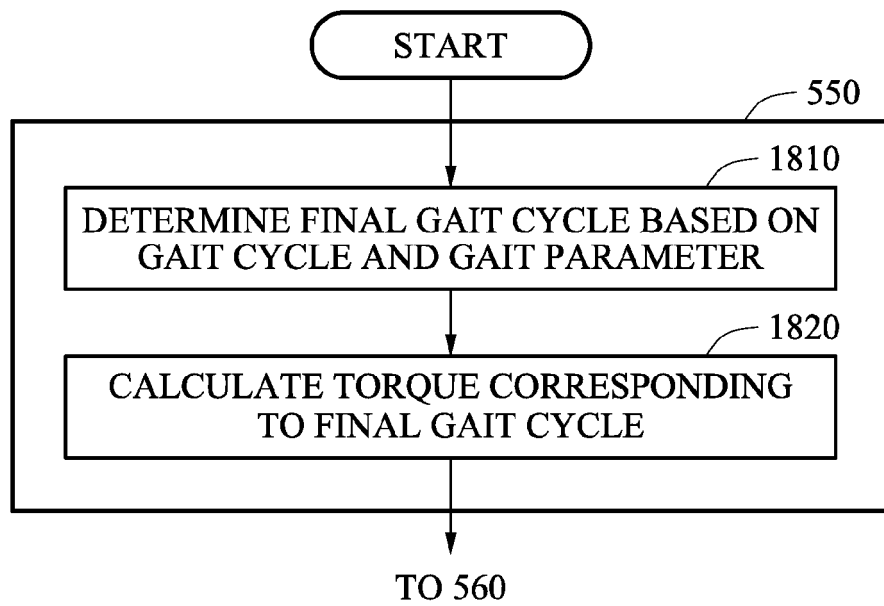 START
550
1810
DETERMINE FINAL GAIT CYCLE BASED ON
GAIT CYCLE AND GAIT PARAMETER
1820
CALCULATE TORQUE CORRESPONDING
TO FINAL GAIT CYCLE
TO 560